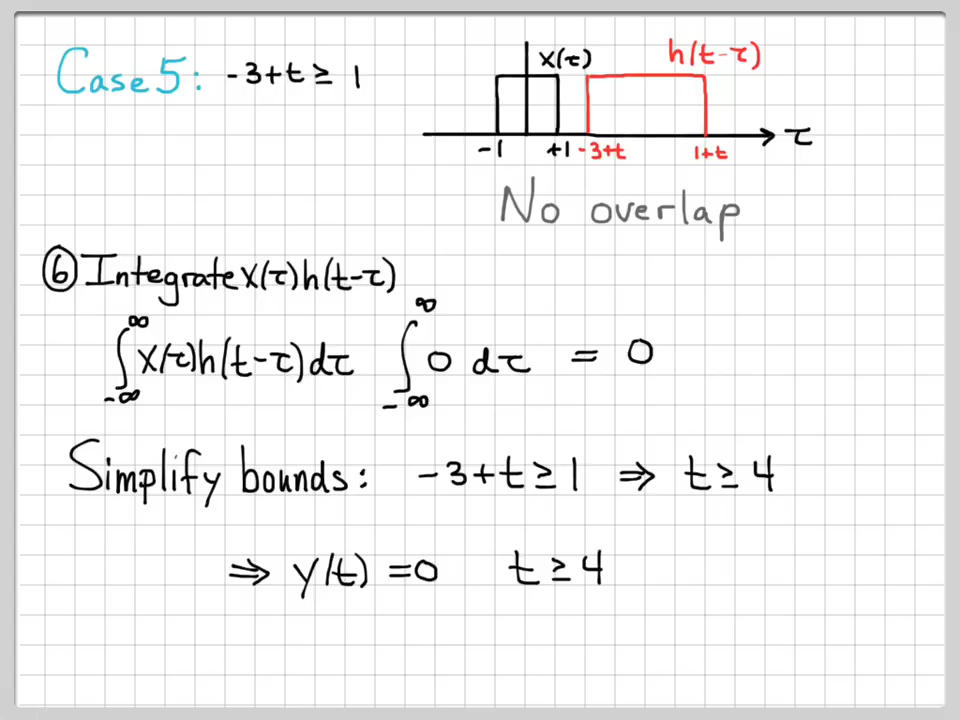 Case 5: -3+t ≥ 1
x(τ) h(t-τ)
-1 +1 -3+t 1+t τ
No overlap
⑥ Integrate x(τ)h(t-τ)
∫_{-∞}^{∞} x(τ)h(t-τ)dτ ∫_{-∞}^{∞} 0 dτ = 0
Simplify bounds: -3+t ≥ 1 ⇒ t ≥ 4
⇒ y(t) = 0 t ≥ 4